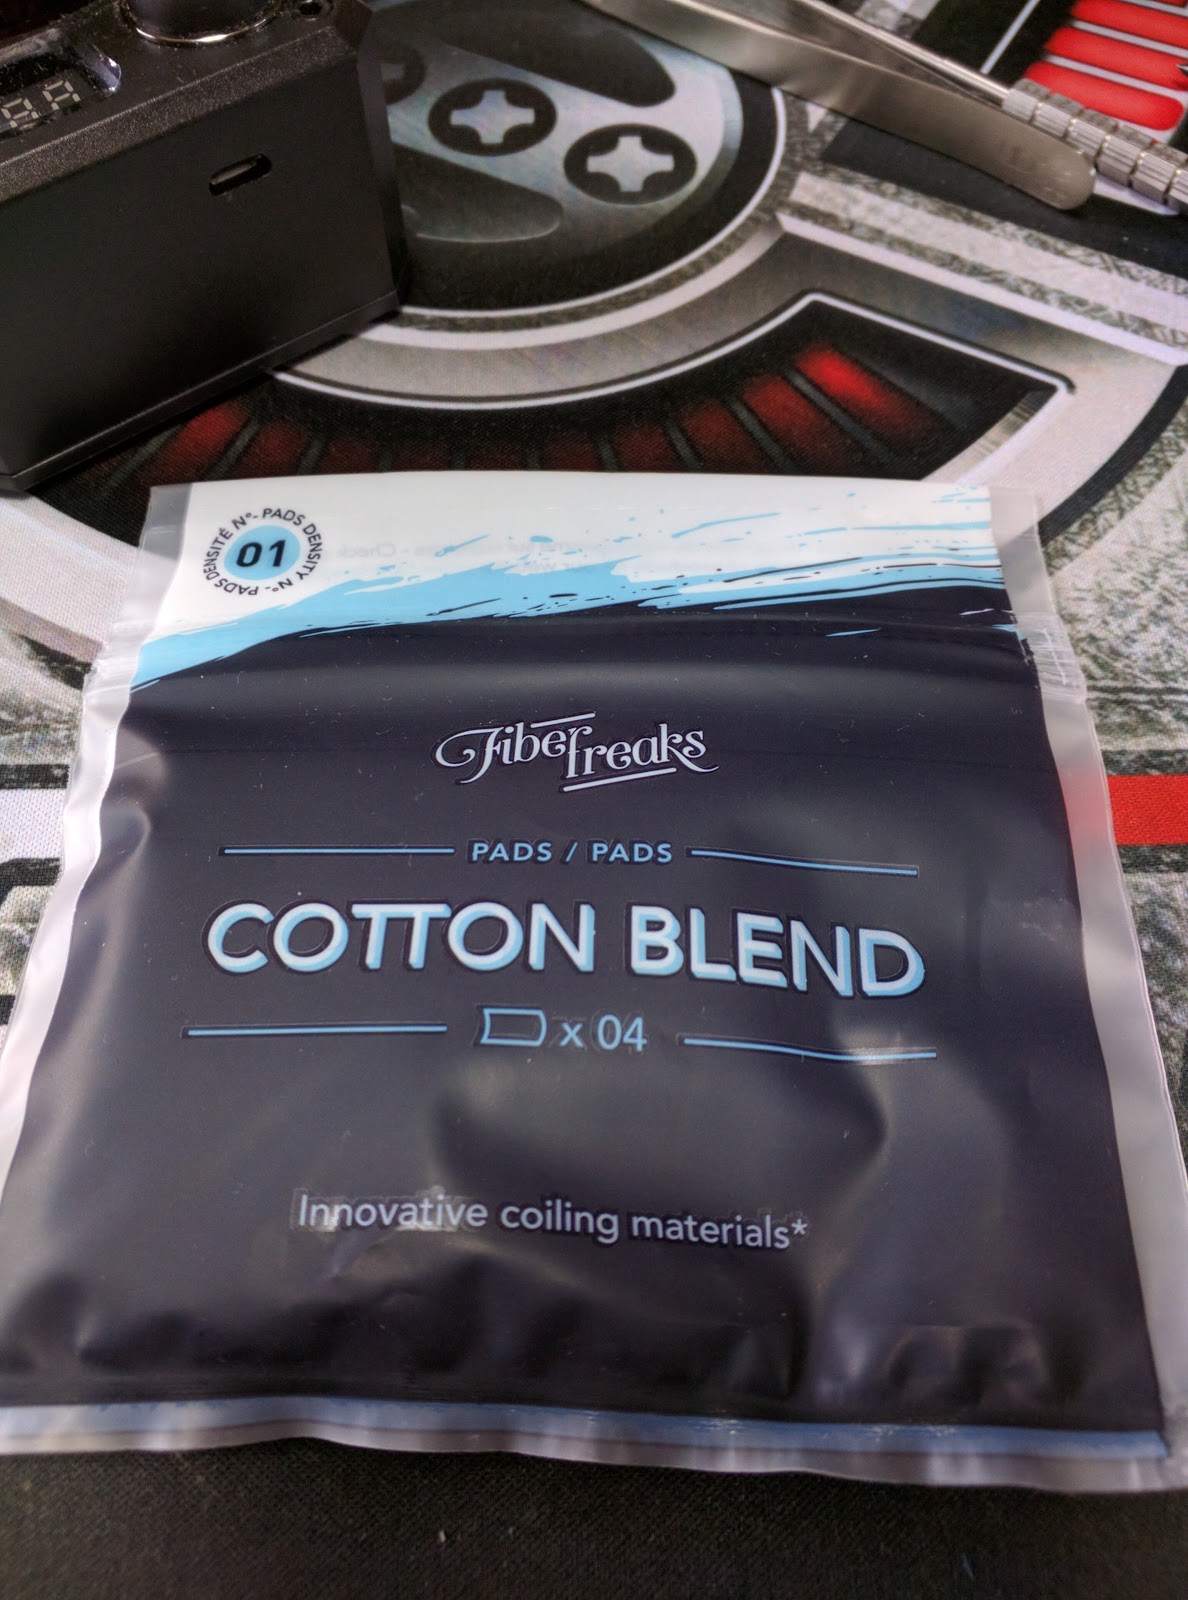 PADS DENSITÉ N°- PADS DENSITY N°-
01
Fiberfreaks
PADS / PADS
COTTON BLEND
x 04
Innovative coiling materials*